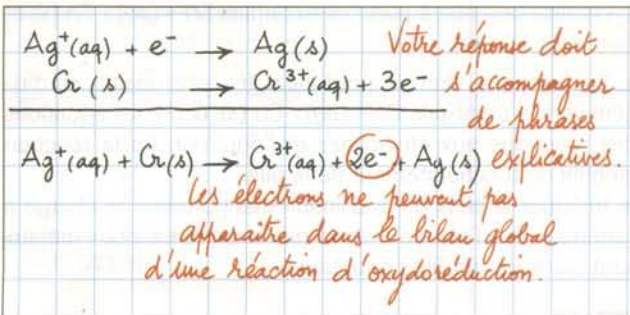 Ag⁺(aq) + e⁻ → Ag(s)
Cr(s) → Cr³⁺(aq) + 3e⁻
Ag⁺(aq) + Cr(s) → Cr³⁺(aq) + 2e⁻ + Ag(s)
Votre réponse doit
s'accompagner
de phrases
explicatives.
Les électrons ne peuvent pas
apparaitre dans le bilan global
d'une réaction d'oxydoréduction.